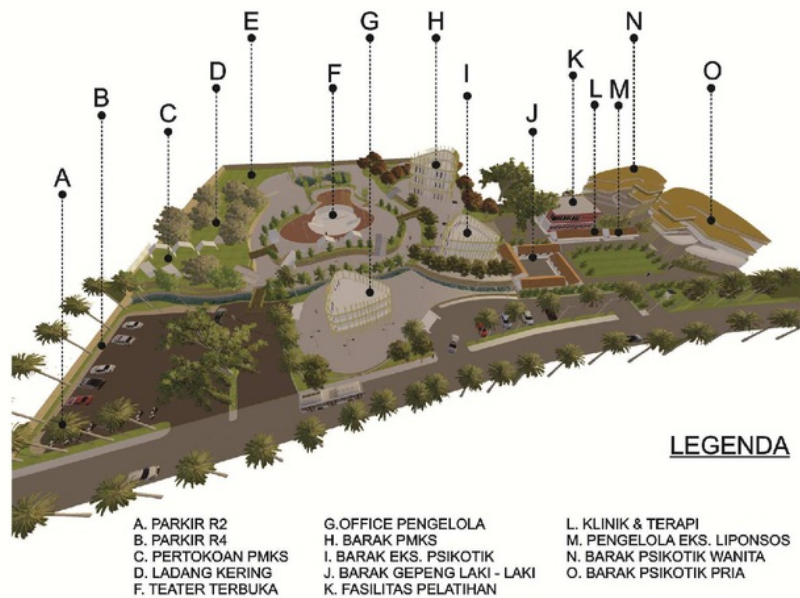 E
G
H
N
D
F
I
K
O
B
C
J
L
M
A
LEGENDA
A. PARKIR R2
B. PARKIR R4
C. PERTOKOAN PMKS
D. LADANG KERING
F. TEATER TERBUKA
G.OFFICE PENGELOLA
H. BARAK PMKS
I. BARAK EKS. PSIKOTIK
J. BARAK GEPENG LAKI - LAKI
K. FASILITAS PELATIHAN
L. KLINIK & TERAPI
M. PENGELOLA EKS. LIPONSOS
N. BARAK PSIKOTIK WANITA
O. BARAK PSIKOTIK PRIA